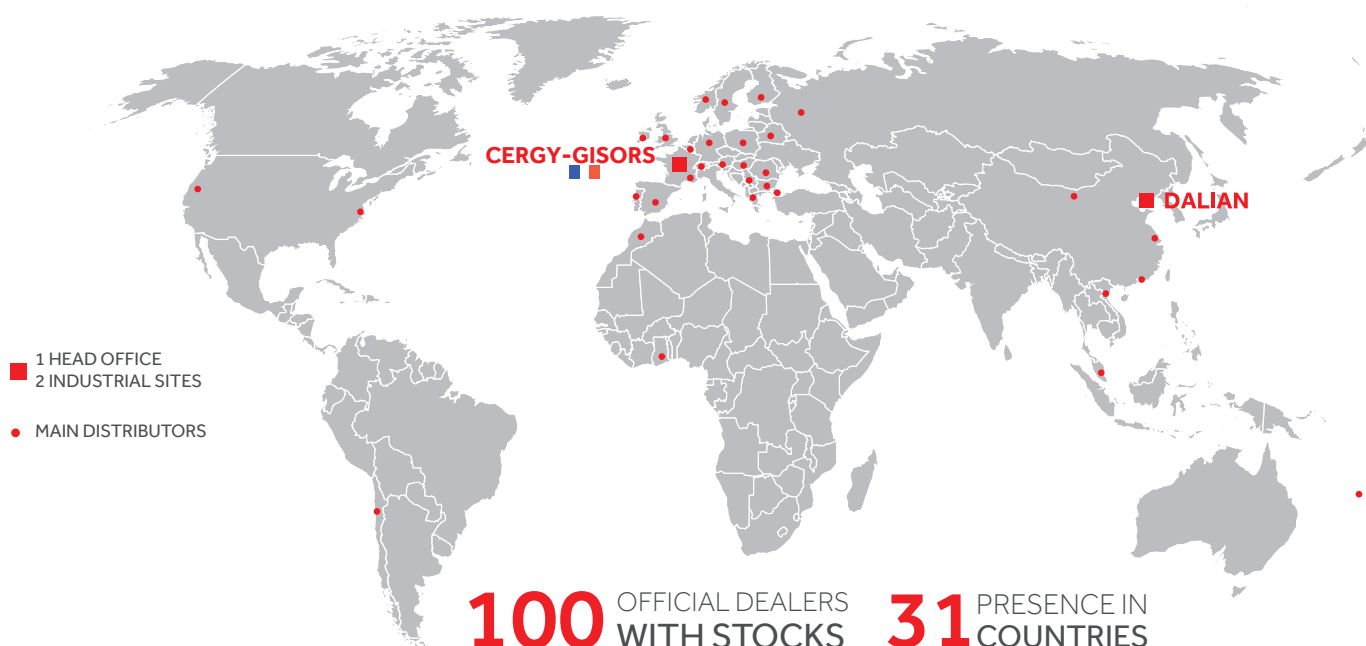 CERGY-GISORS
DALIAN
1 HEAD OFFICE
2 INDUSTRIAL SITES
MAIN DISTRIBUTORS
100 OFFICIAL DEALERS
WITH STOCKS
31 PRESENCE IN
COUNTRIES